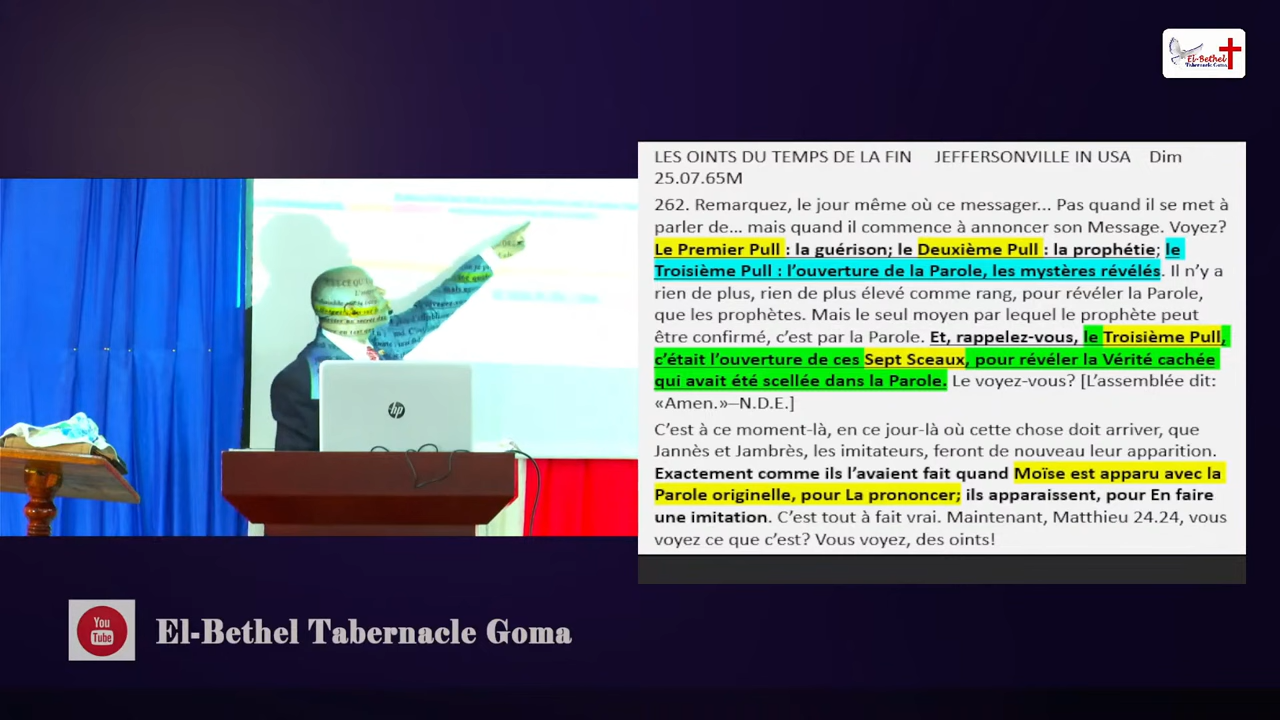 El-Bethel
Tabernacle Goma
LES OINTS DU TEMPS DE LA FIN JEFFERSONVILLE IN USA Dim
25.07.65M
262. Remarquez, le jour même où ce messager... Pas quand il se met à
parler de... mais quand il commence à annoncer son Message. Voyez?
Le Premier Pull : la guérison; le Deuxième Pull : la prophétie; le
Troisième Pull : l’ouverture de la Parole, les mystères révélés. Il n’y a
rien de plus, rien de plus élevé comme rang, pour révéler la Parole,
que les prophètes. Mais le seul moyen par lequel le prophète peut
être confirmé, c’est par la Parole. Et, rappelez-vous, le Troisième Pull,
c’était l’ouverture de ces Sept Sceaux, pour révéler la Vérité cachée
qui avait été scellée dans la Parole. Le voyez-vous? [L’assemblée dit:
«Amen.»–N.D.E.]
C’est à ce moment-là, en ce jour-là où cette chose doit arriver, que
Jannès et Jambrès, les imitateurs, feront de nouveau leur apparition.
Exactement comme ils l’avaient fait quand Moïse est apparu avec la
Parole originelle, pour La prononcer; ils apparaissent, pour En faire
une imitation. C’est tout à fait vrai. Maintenant, Matthieu 24.24, vous
voyez ce que c’est? Vous voyez, des oints!
hp
You
Tube
El-Bethel Tabernacle Goma